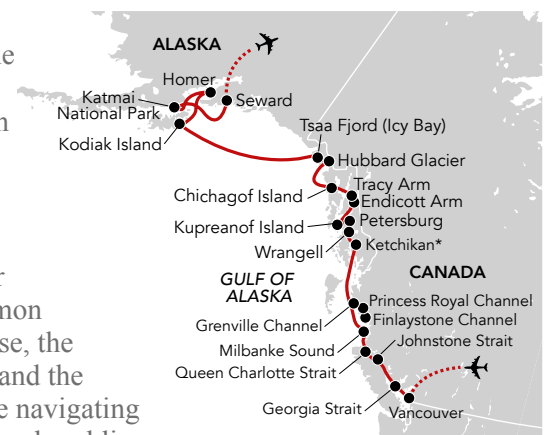 ALASKA
Homer
Katmai
National Park
Seward
Kodiak Island
Tsaa Fjord (Icy Bay)
Hubbard Glacier
Tracy Arm
Chichagof Island
Endicott Arm
Petersburg
Kupreanof Island
Wrangell
Ketchikan*
GULF OF
ALASKA
CANADA
Princess Royal Channel
Grenville Channel
Finlaystone Channel
Johnstone Strait
Milbanke Sound
Queen Charlotte Strait
Georgia Strait
Vancouver
se, the
and the
e navigating